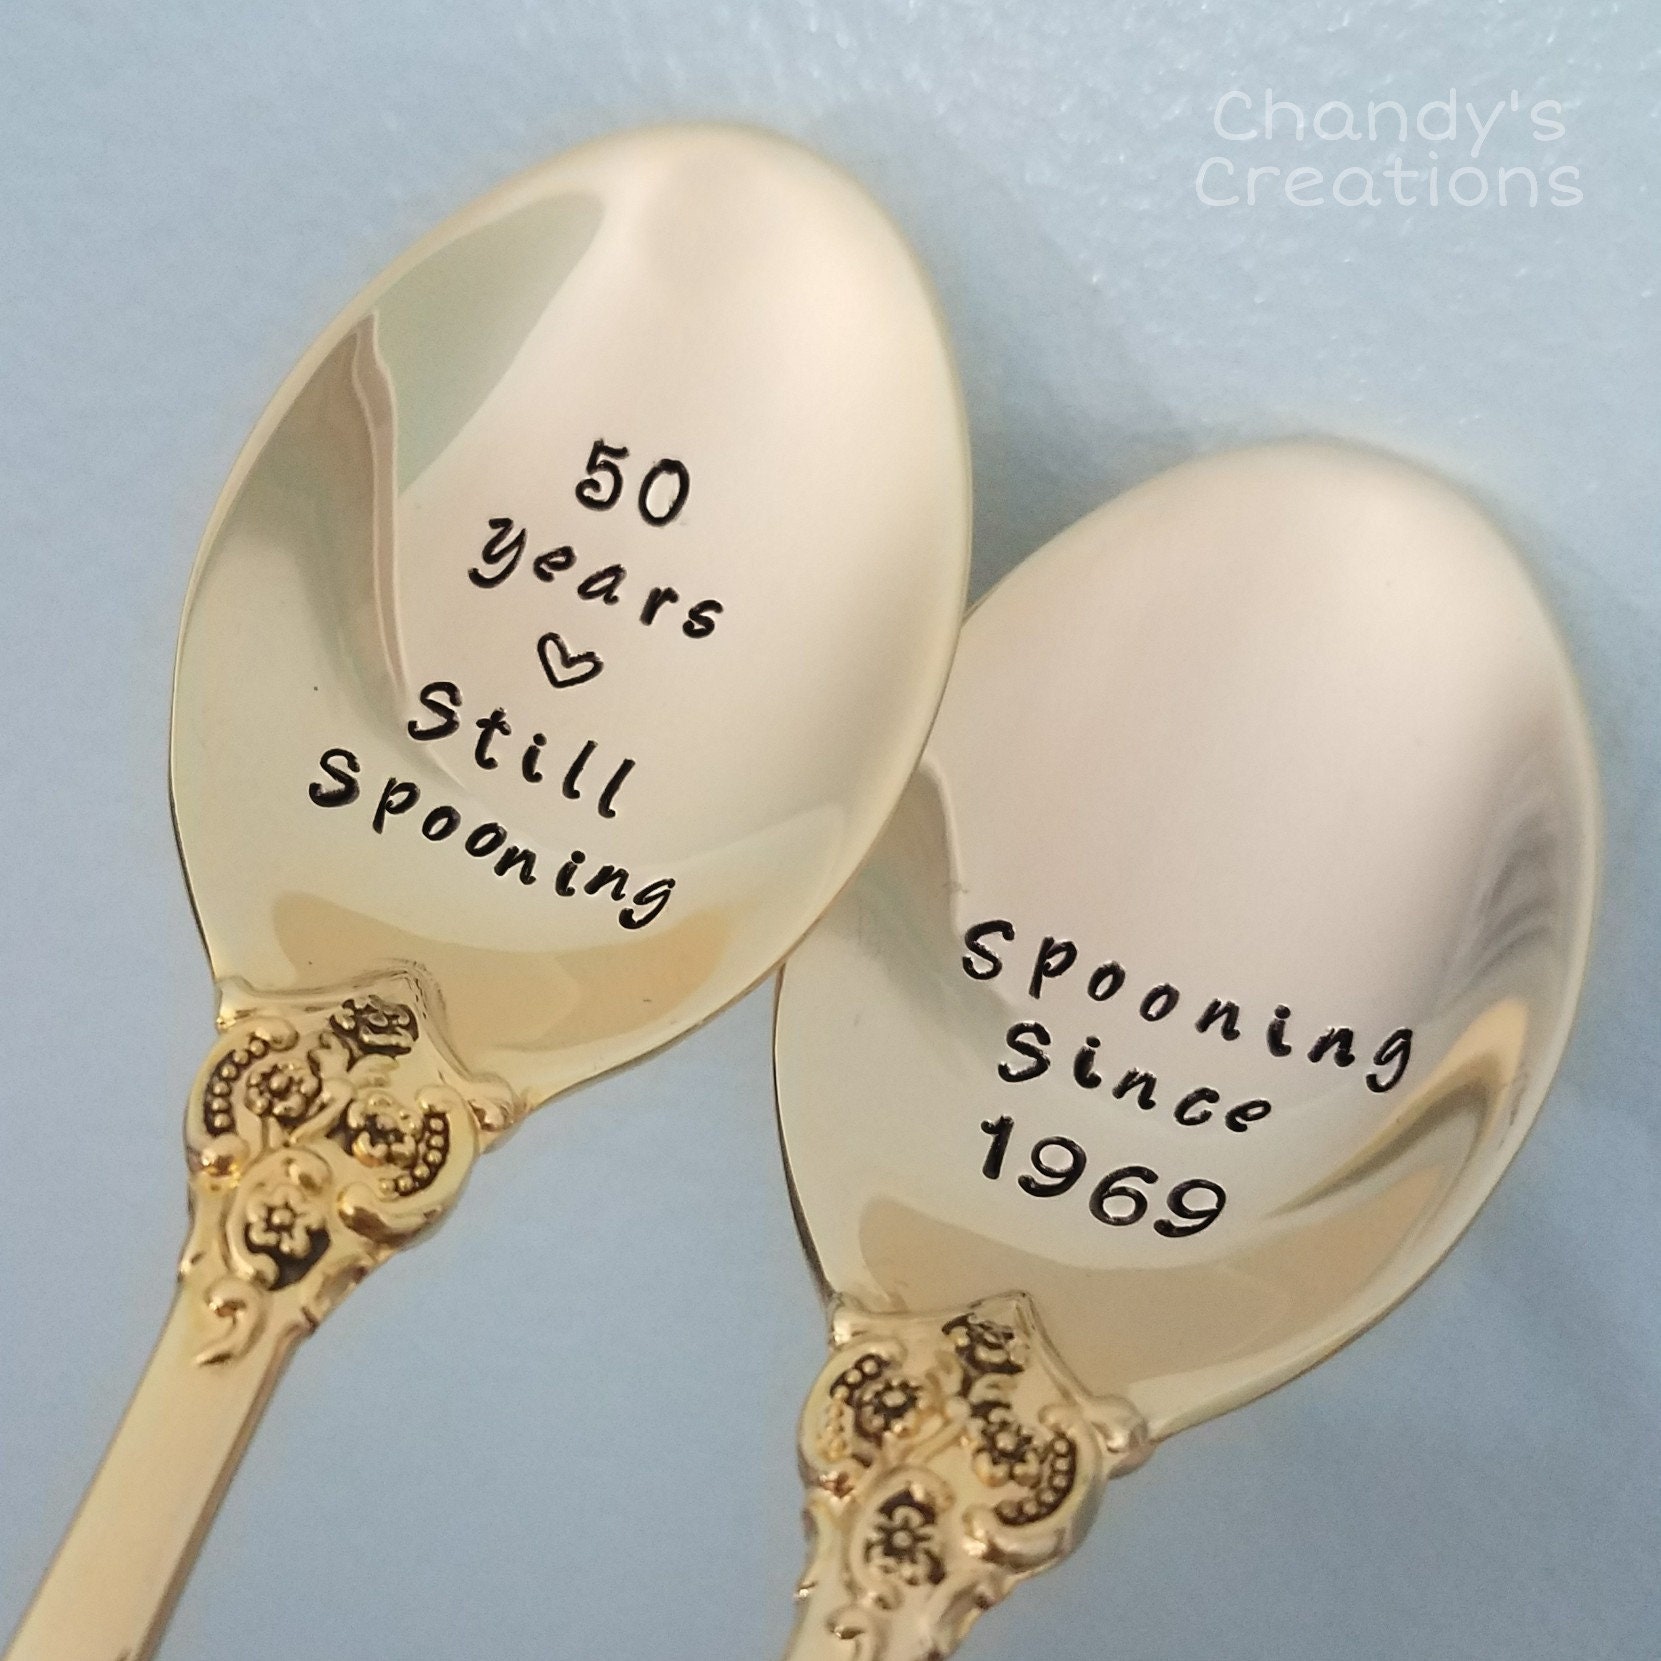 Chandy's
Creations
50
years
Still
Spooning
Spooning
Since
1969